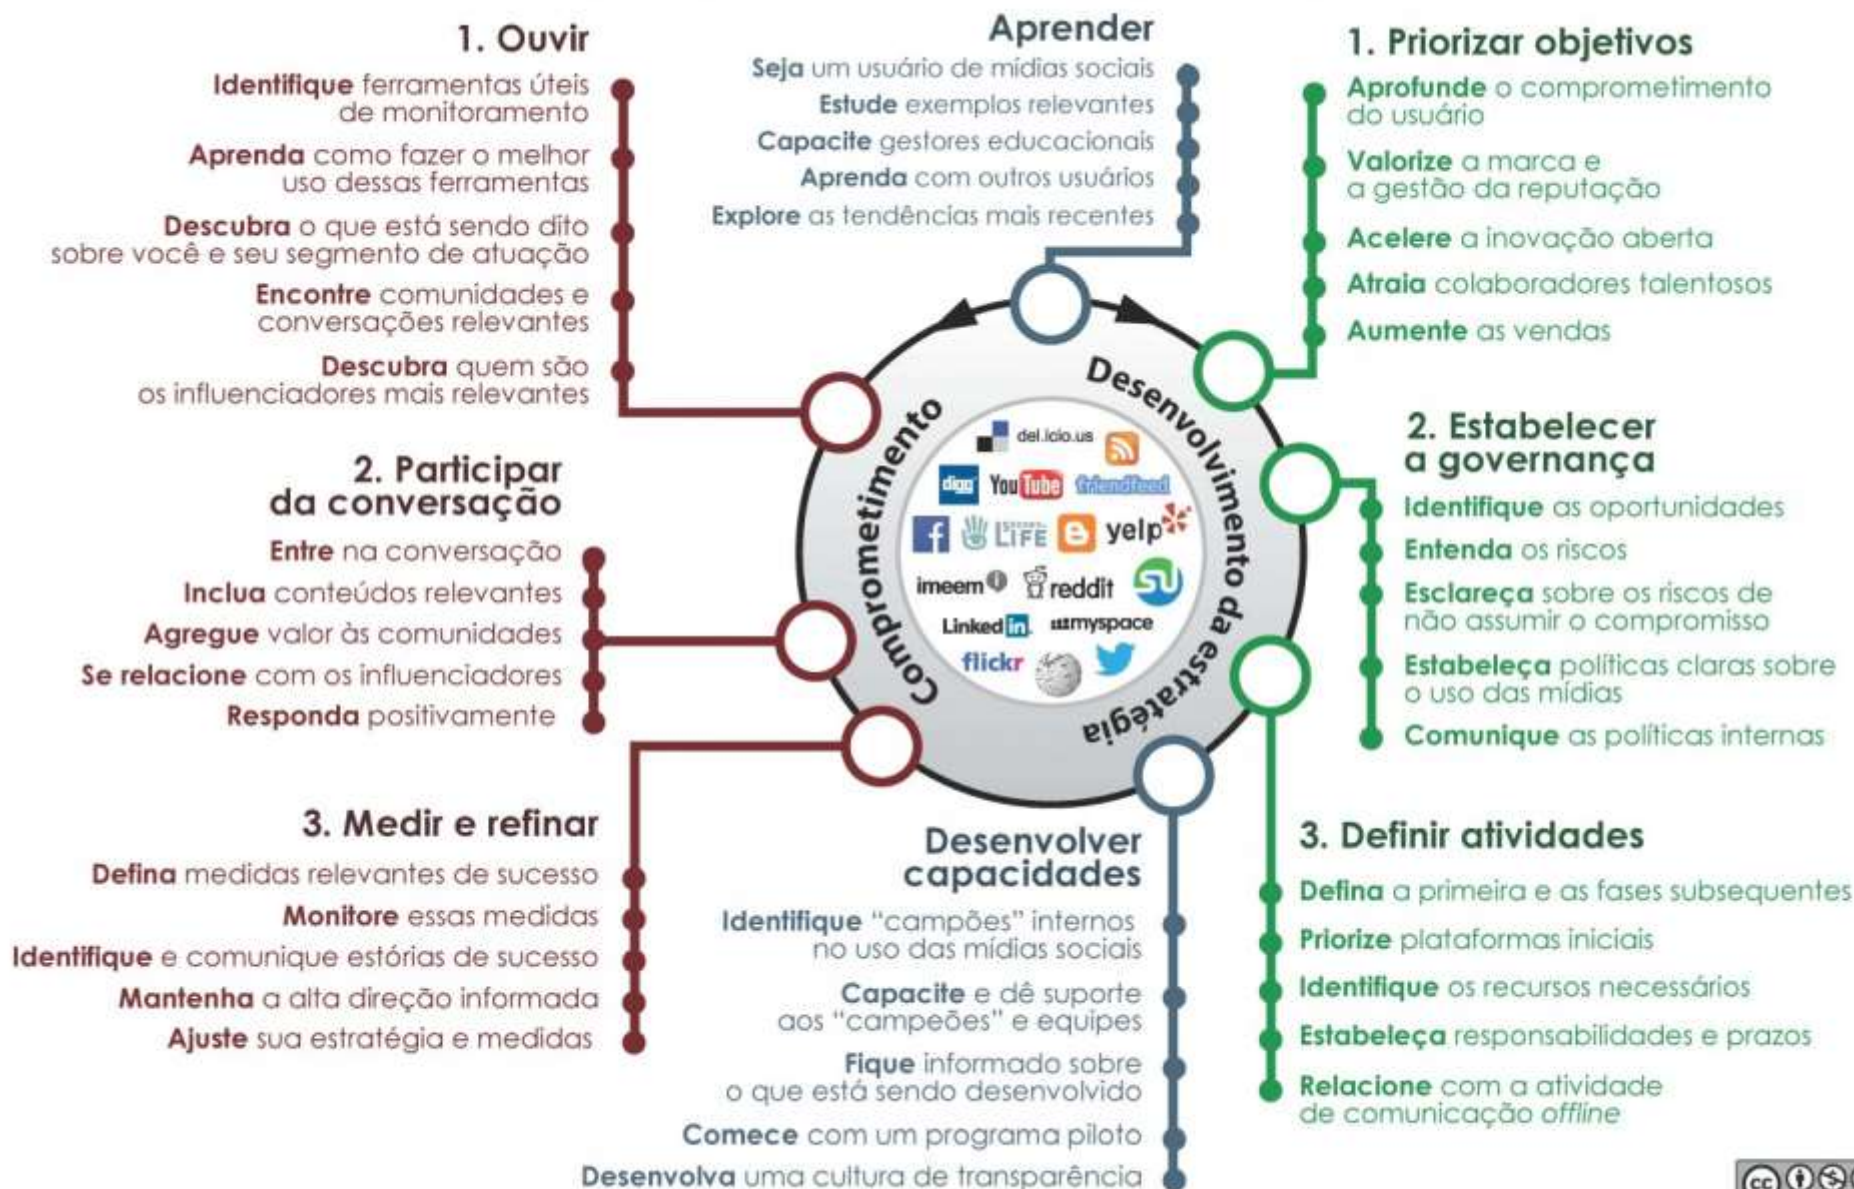 1. Ouvir
Identifique ferramentas úteis
de monitoramento
Aprenda como fazer o melhor
uso dessas ferramentas
Descubra o que está sendo dito
sobre você e seu segmento de atuação
Encontre comunidades e
conversações relevantes
Descubra quem são
os influenciadores mais relevantes
2. Participar
da conversação
Entre na conversação
Inclua conteúdos relevantes
Agregue valor às comunidades
Se relacione com os influenciadores
Responda positivamente
3. Medir e refinar
Defina medidas relevantes de sucesso
Monitore essas medidas
Identifique e comunique estórias de sucesso
Mantenha a alta direção informada
Ajuste sua estratégia e medidas
Aprender
Seja um usuário de mídias sociais
Estude exemplos relevantes
Capacite gestores educacionais
Aprenda com outros usuários
Explore as tendências mais recentes
Comprometimento
Desenvolvimento da estratégia
del.icio.us
digg YouTube friendfeed
f SECOND LIFE B yelp
imeem reddit SU
Linked in myspace
flickr
Desenvolver
capacidades
Identifique “campões” internos
no uso das mídias sociais
Capacite e dê suporte
aos “campeões” e equipes
Fique informado sobre
o que está sendo desenvolvido
Comece com um programa piloto
Desenvolva uma cultura de transparência
1. Priorizar objetivos
Aprofunde o comprometimento
do usuário
Valorize a marca e
a gestão da reputação
Acelere a inovação aberta
Atraia colaboradores talentosos
Aumente as vendas
2. Estabelecer
a governança
Identifique as oportunidades
Entenda os riscos
Esclareça sobre os riscos de
não assumir o compromisso
Estabeleça políticas claras sobre
o uso das mídias
Comunique as políticas internas
3. Definir atividades
Defina a primeira e as fases subsequentes
Priorize plataformas iniciais
Identifique os recursos necessários
Estabeleça responsabilidades e prazos
Relacione com a atividade
de comunicação offline
cc